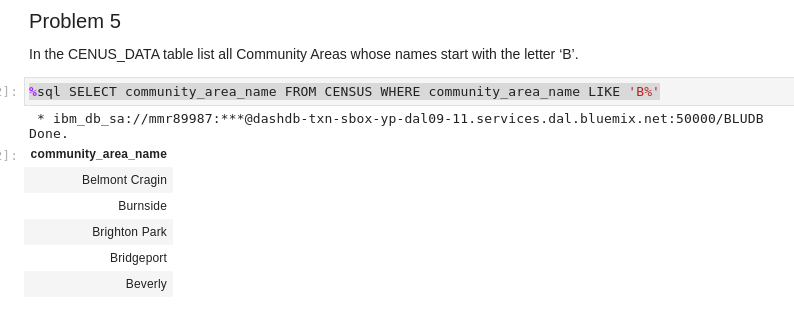 Problem 5
In the CENUS_DATA table list all Community Areas whose names start with the letter ‘B’.
]: %sql SELECT community_area_name FROM CENSUS WHERE community_area_name LIKE 'B%'
* ibm_db_sa://mmr89987:***@dashdb-txn-sbox-yp-dal09-11.services.dal.bluemix.net:50000/BLUDB
Done.
]: community_area_name
Belmont Cragin
Burnside
Brighton Park
Bridgeport
Beverly